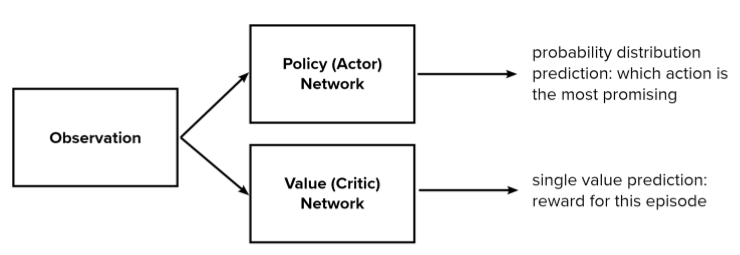 Observation
Policy (Actor)
Network
probability distribution
prediction: which action is
the most promising
Value (Critic)
Network
single value prediction:
reward for this episode